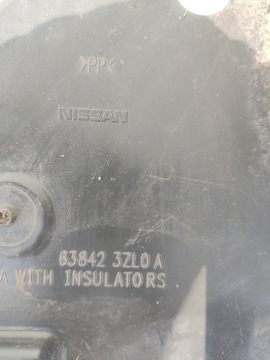 >PP<
NISSAN
63842 3ZL0A
A WITH INSULATORS